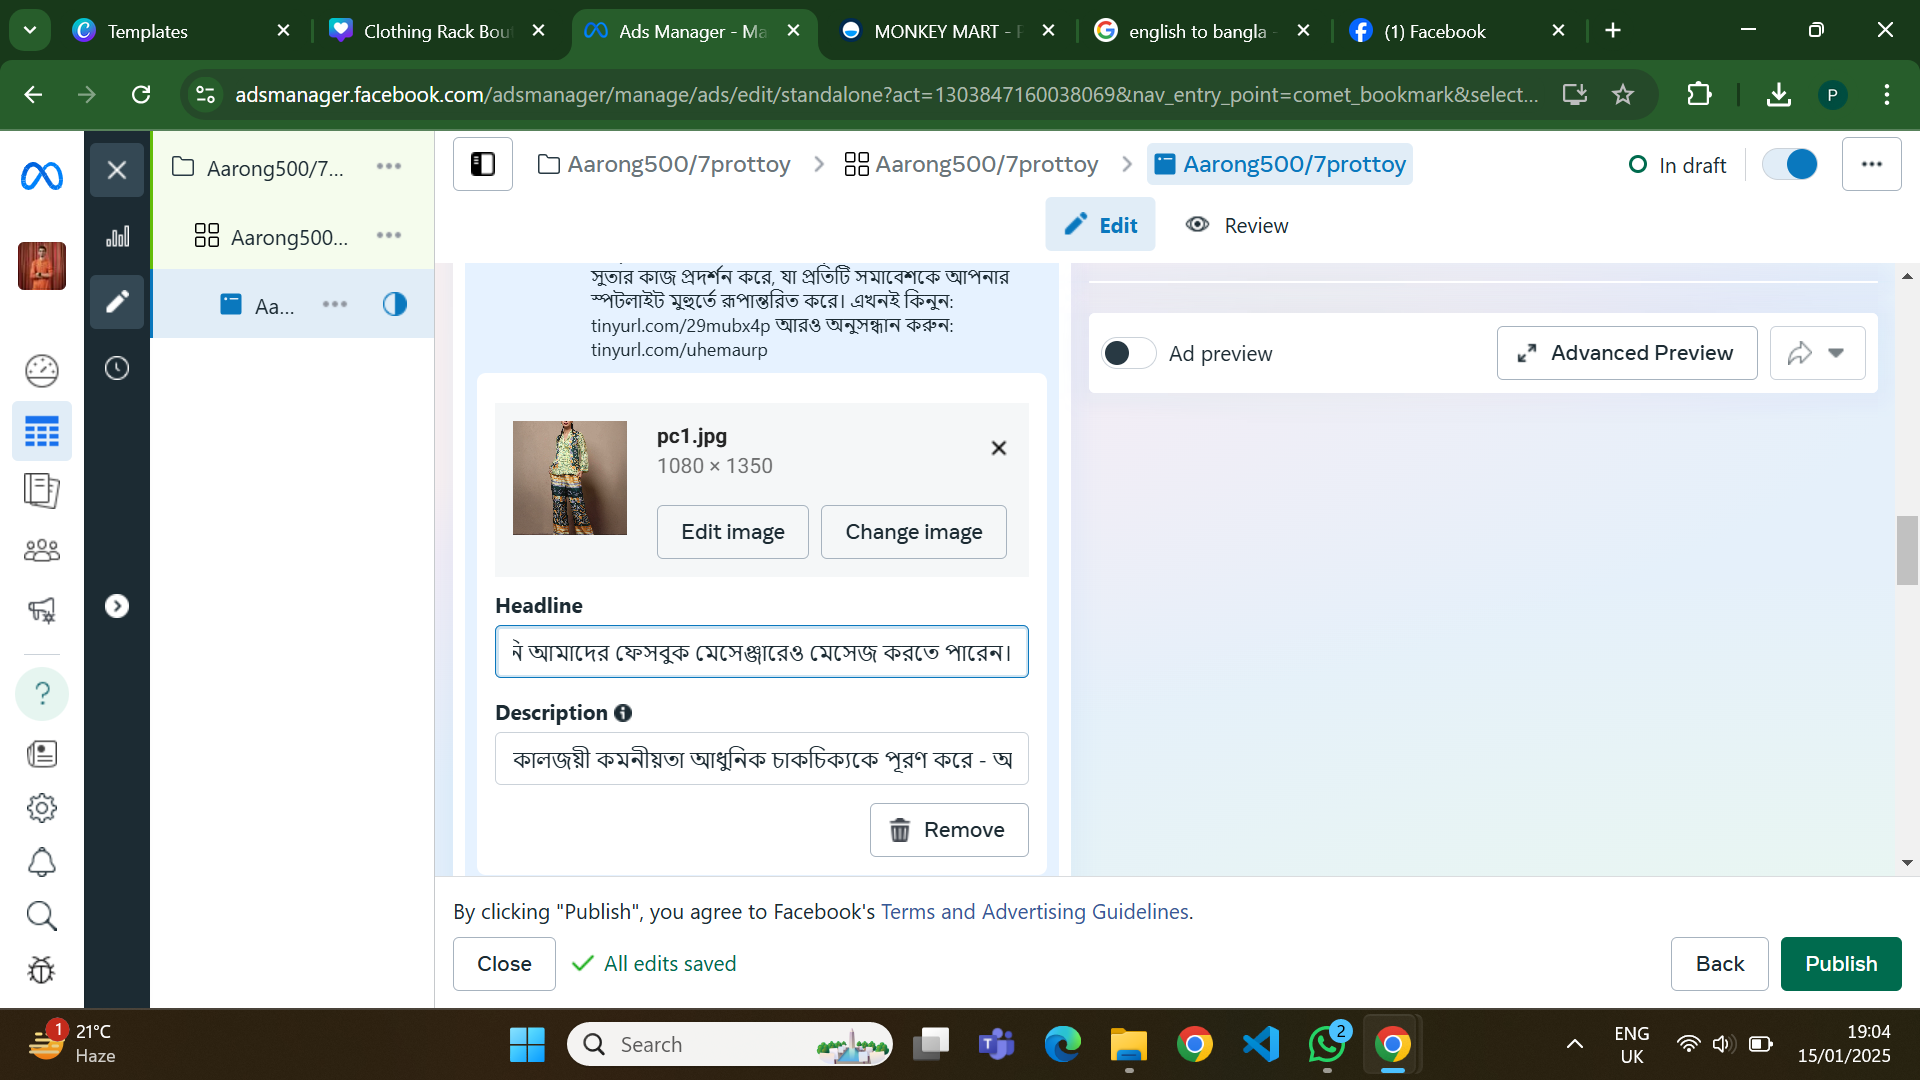 Templates
Clothing Rack Bou
Ads Manager - Ma
MONKEY MART - P
english to bangla -
(1) Facebook
adsmanager.facebook.com/adsmanager/manage/ads/edit/standalone?act=1303847160038069&nav_entry_point=comet_bookmark&select...
P
Aarong500/7...
Aarong500...
Aa...
Aarong500/7prottoy
Aarong500/7prottoy
Aarong500/7prottoy
In draft
Edit
Review
সুতার কাজ প্রদর্শন করে, যা প্রতিটি সমাবেশকে আপনার
স্পটলাইট মুহুর্তে রূপান্তরিত করে। এখনই কিনুন:
tinyurl.com/29mubx4p আরও অনুসন্ধান করুন:
tinyurl.com/uhemaurp
Ad preview
Advanced Preview
pc1.jpg
1080 × 1350
Edit image
Change image
Headline
আমাদের ফেসবুক মেসেঞ্জারেও মেসেজ করতে পারেন।
Description
কালজয়ী কমনীয়তা আধুনিক চাকচিক্যকে পূরণ করে - অ
Remove
By clicking "Publish", you agree to Facebook's Terms and Advertising Guidelines.
Close
All edits saved
Back
Publish
1
21°C
Haze
Search
2
ENG
UK
19:04
15/01/2025